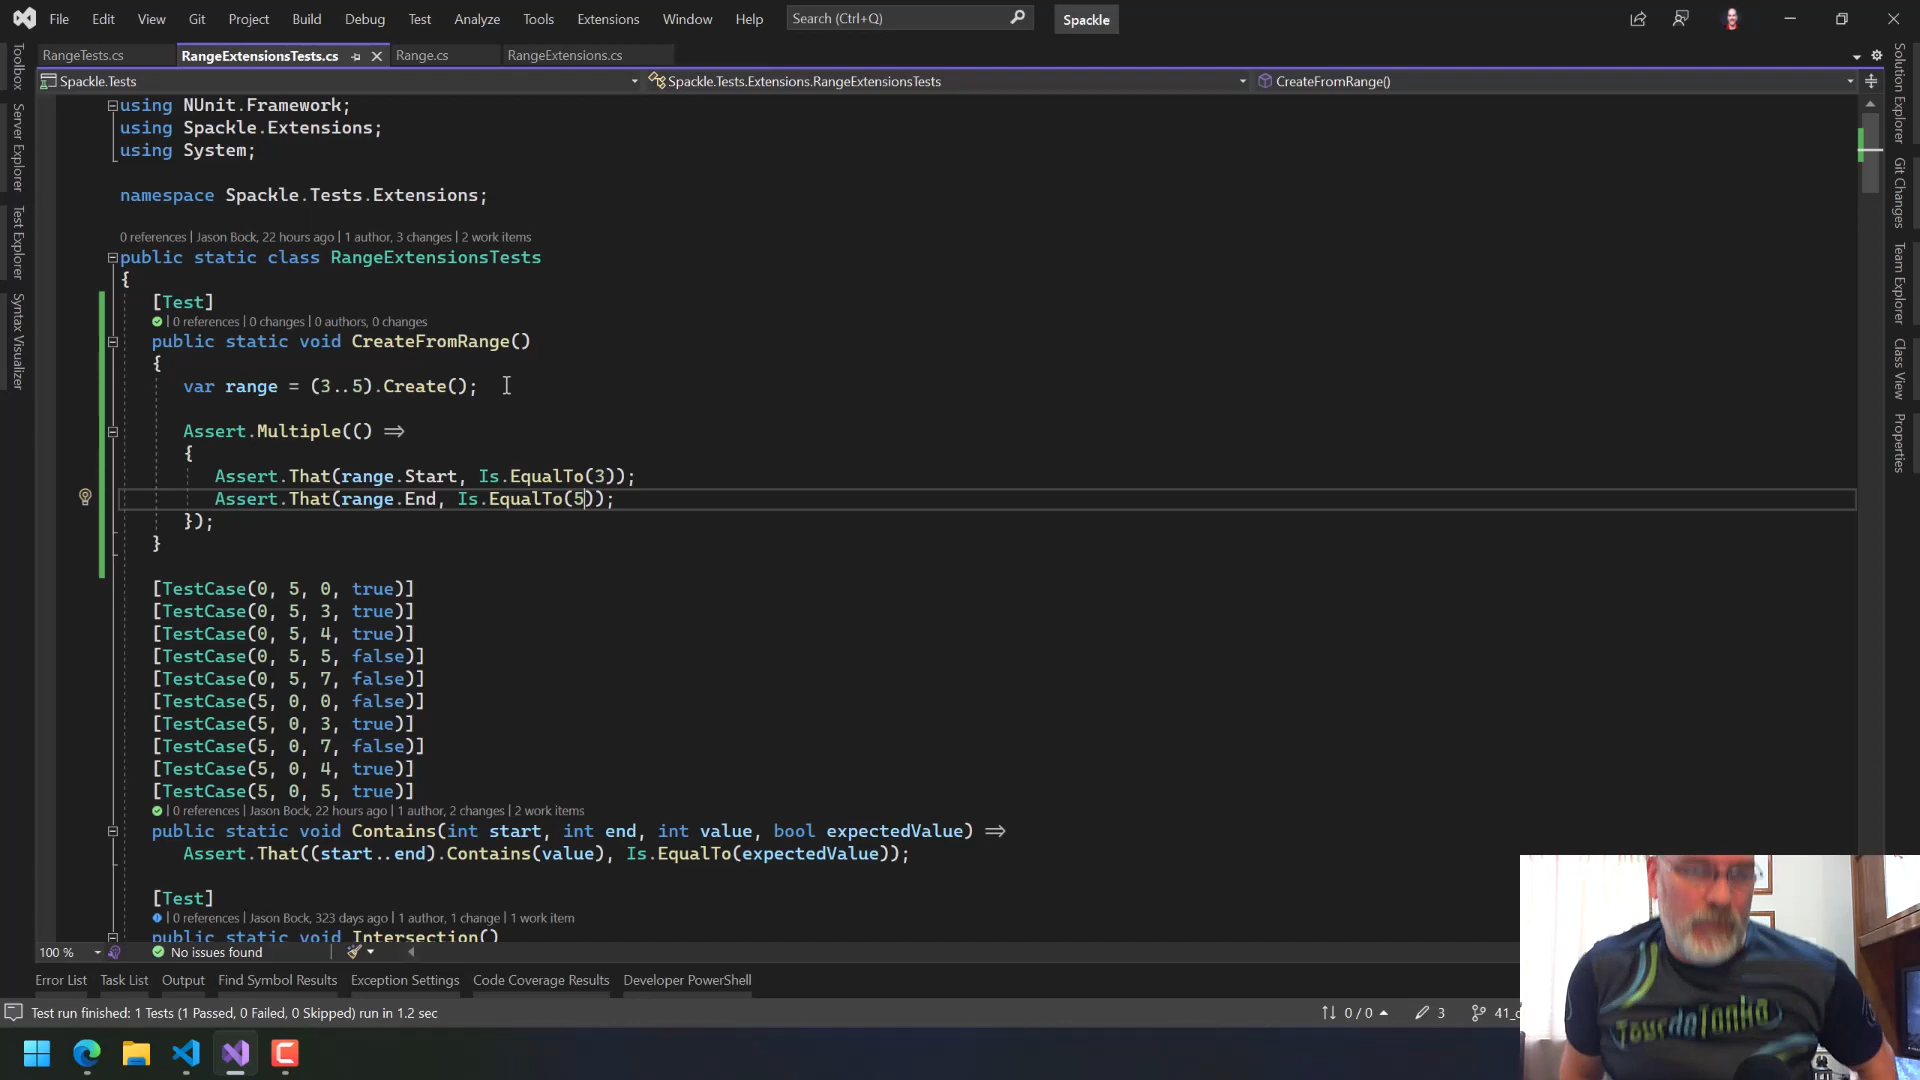 File Edit View Git Project Build Debug Test Analyze Tools Extensions Window Help Search (Ctrl+Q) Spackle
RangeTests.cs RangeExtensionsTests.cs Range.cs RangeExtensions.cs
Spackle.Tests Spackle.Tests.Extensions.RangeExtensionsTests CreateFromRange()
Toolbox
Server Explorer
Test Explorer
Syntax Visualizer
using NUnit.Framework;
using Spackle.Extensions;
using System;
namespace Spackle.Tests.Extensions;
0 references | Jason Bock, 22 hours ago | 1 author, 3 changes | 2 work items
public static class RangeExtensionsTests
{
[Test]
| 0 references | 0 changes | 0 authors, 0 changes
public static void CreateFromRange()
{
var range = (3..5).Create();
Assert.Multiple(() =>
{
Assert.That(range.Start, Is.EqualTo(3));
Assert.That(range.End, Is.EqualTo(5));
});
}
[TestCase(0, 5, 0, true)]
[TestCase(0, 5, 3, true)]
[TestCase(0, 5, 4, true)]
[TestCase(0, 5, 5, false)]
[TestCase(0, 5, 7, false)]
[TestCase(5, 0, 0, false)]
[TestCase(5, 0, 3, true)]
[TestCase(5, 0, 7, false)]
[TestCase(5, 0, 4, true)]
[TestCase(5, 0, 5, true)]
| 0 references | Jason Bock, 22 hours ago | 1 author, 2 changes | 2 work items
public static void Contains(int start, int end, int value, bool expectedValue) =>
Assert.That((start..end).Contains(value), Is.EqualTo(expectedValue));
[Test]
| 0 references | Jason Bock, 323 days ago | 1 author, 1 change | 1 work item
public static void Intersection()
Solution Explorer
Git Changes
Team Explorer
Class View
Properties
100 % No issues found
Error List Task List Output Find Symbol Results Exception Settings Code Coverage Results Developer PowerShell
Test run finished: 1 Tests (1 Passed, 0 Failed, 0 Skipped) run in 1.2 sec 0 / 0 3
TourdaTonka